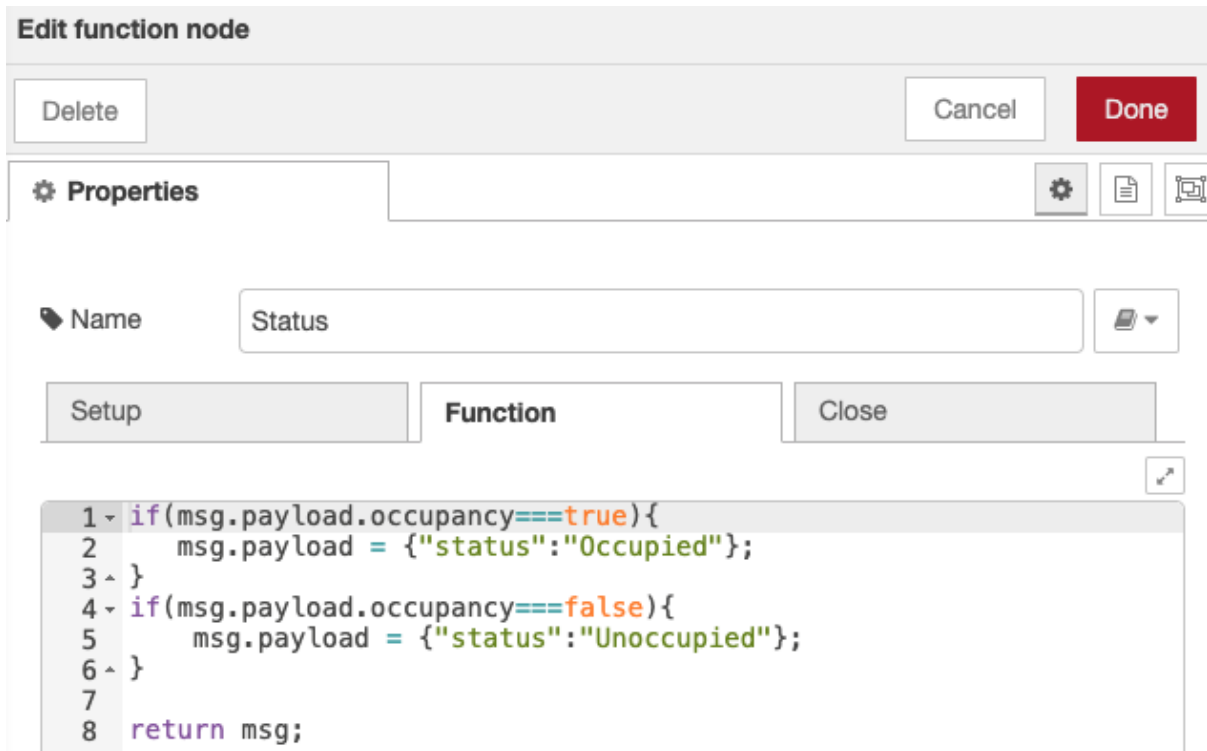 Edit function node
Delete Cancel Done
Properties
Name Status
Setup Function Close
1 if(msg.payload.occupancy===true){
2    msg.payload = {"status":"Occupied"};
3 }
4 if(msg.payload.occupancy===false){
5     msg.payload = {"status":"Unoccupied"};
6 }
7
8 return msg;